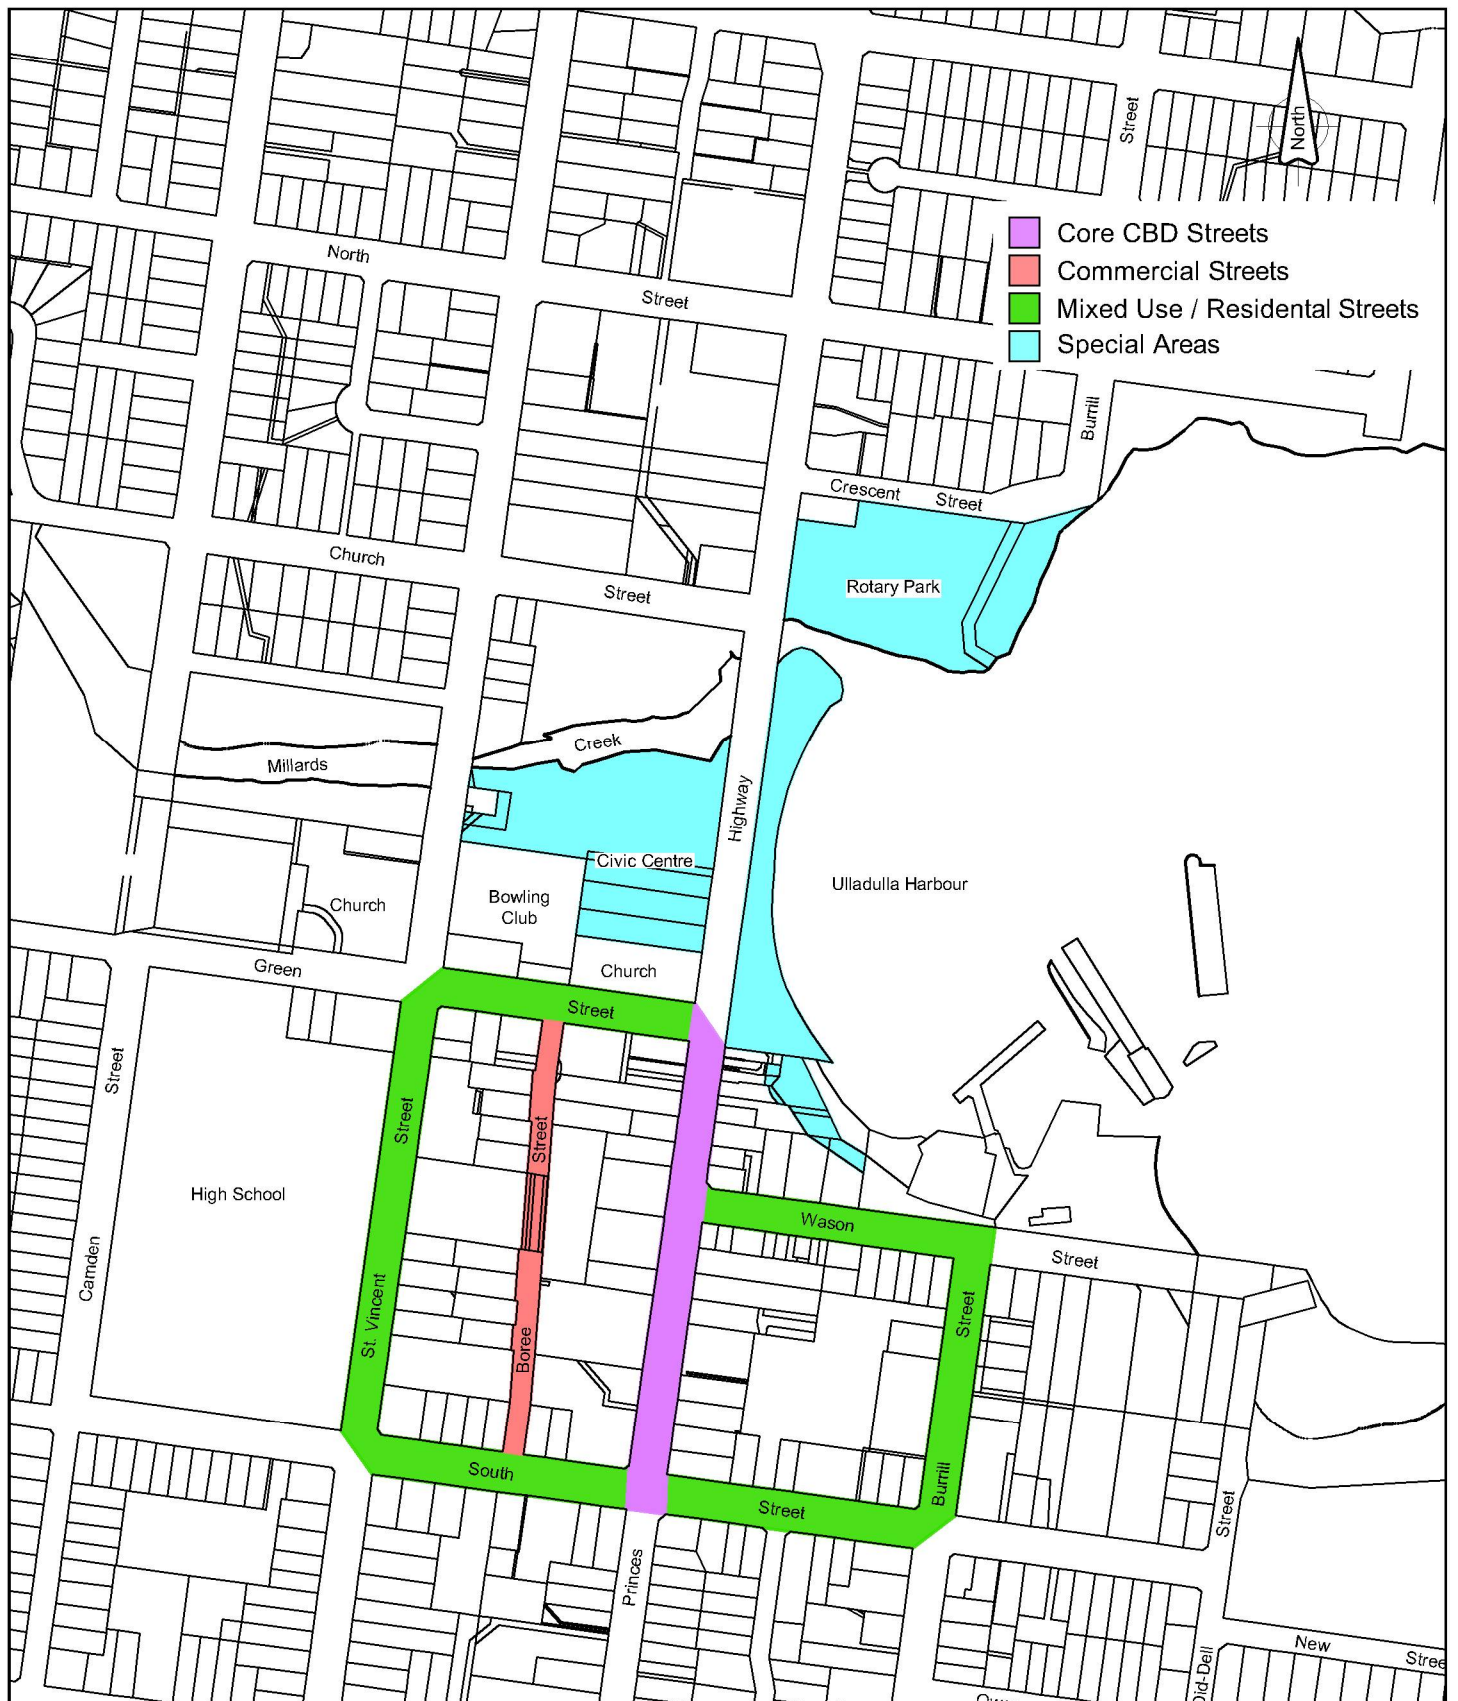 Street
North
Core CBD Streets
Commercial Streets
Mixed Use / Residental Streets
Special Areas
North
Street
Burrill
Crescent Street
Church
Street
Rotary Park
Creek
Millards
Highway
Civic Centre
Ulladulla Harbour
Bowling
Club
Church
Church
Green
Street
Street
Street
Street
High School
Wason
Street
Camden
St. Vincent
Boree
Street
South
Street
Burrill
Street
Princes
New
Stree